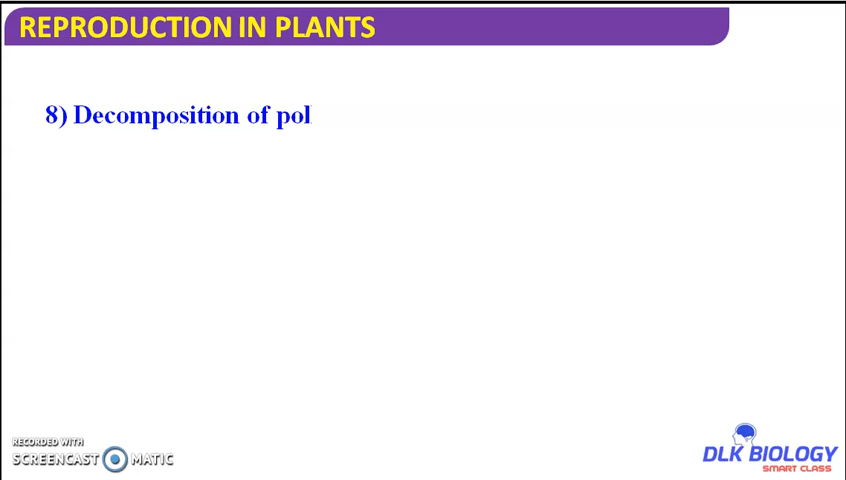 REPRODUCTION IN PLANTS
8) Decomposition of pol
RECORDED WITH
SCREENCAST MATIC
DLK BIOLOGY
SMART CLASS